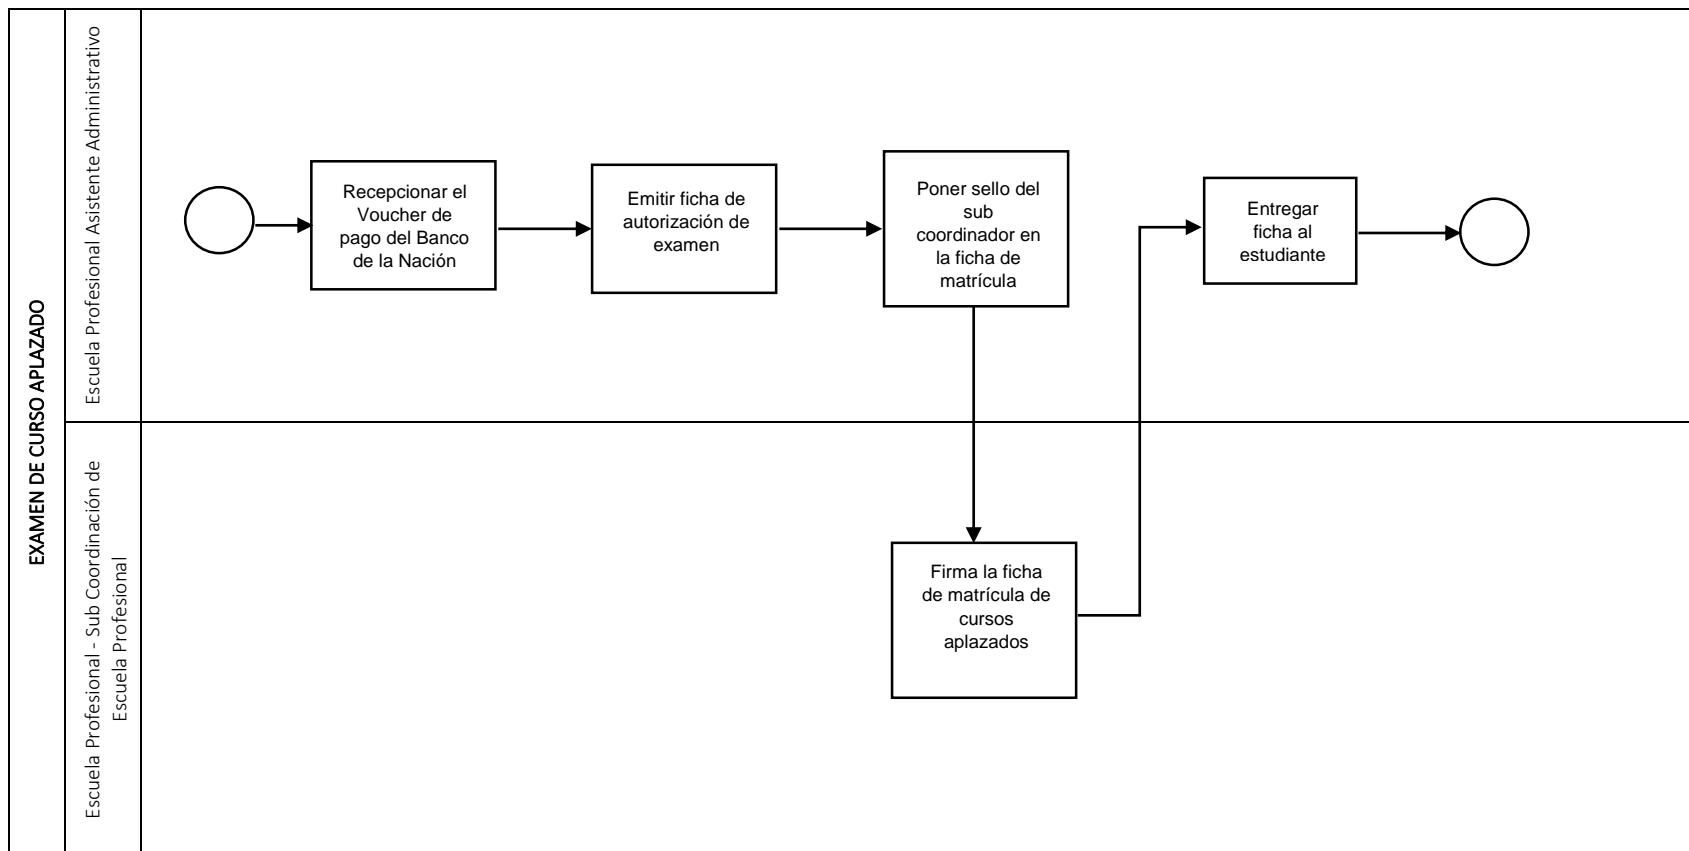 EXAMEN DE CURSO APLAZADO
Escuela Profesional Asistente Administrativo
Recepcionar el
Voucher de
pago del Banco
de la Nación
Emitir ficha de
autorización de
examen
Poner sello del
sub
coordinador en
la ficha de
matrícula
Entregar
ficha al
estudiante
Escuela Profesional - Sub Coordinación de
Escuela Profesional
Firma la ficha
de matrícula de
cursos
aplazados